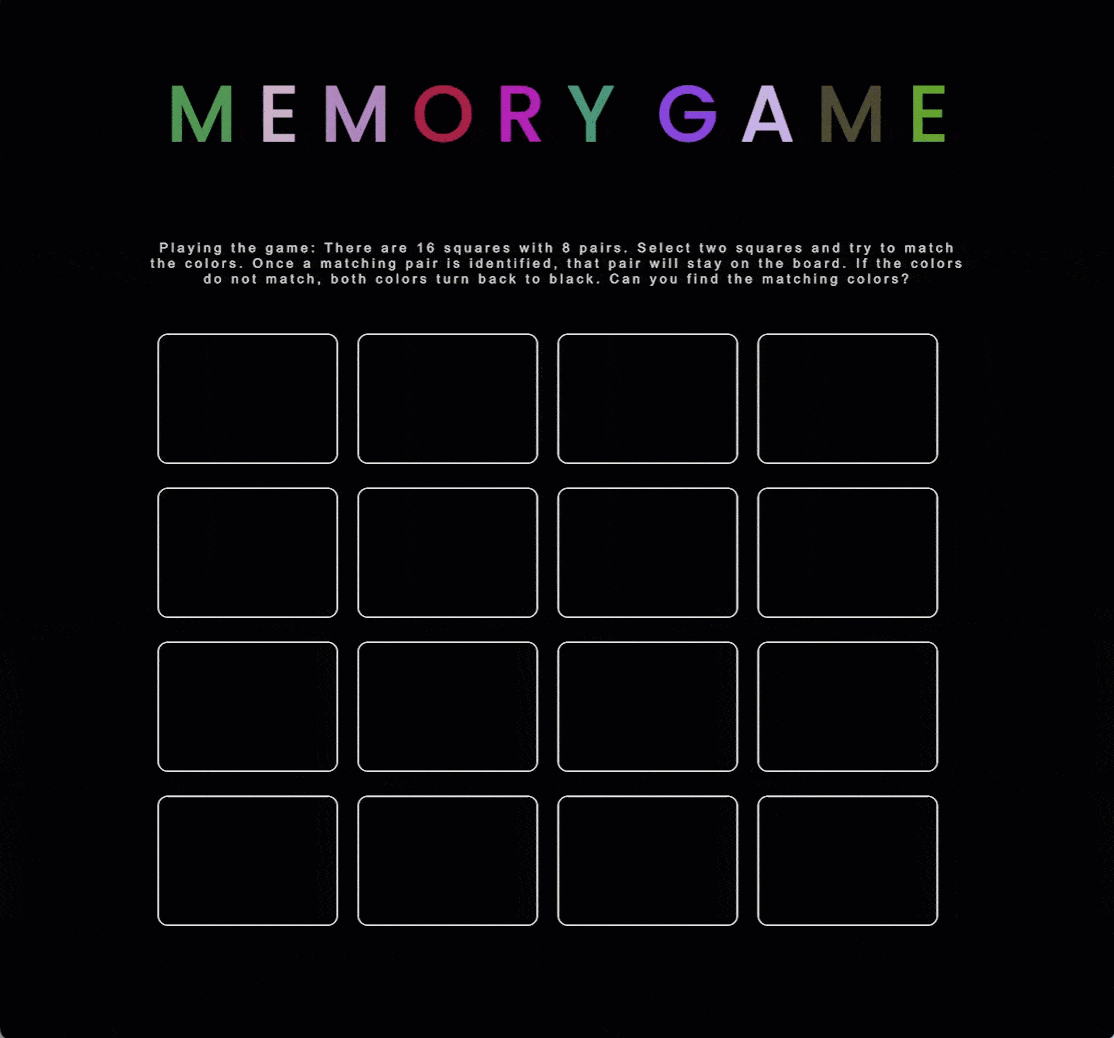 MEMORY GAME
Playing the game: There are 16 squares with 8 pairs. Select two squares and try to match
the colors. Once a matching pair is identified, that pair will stay on the board. If the colors
do not match, both colors turn back to black. Can you find the matching colors?